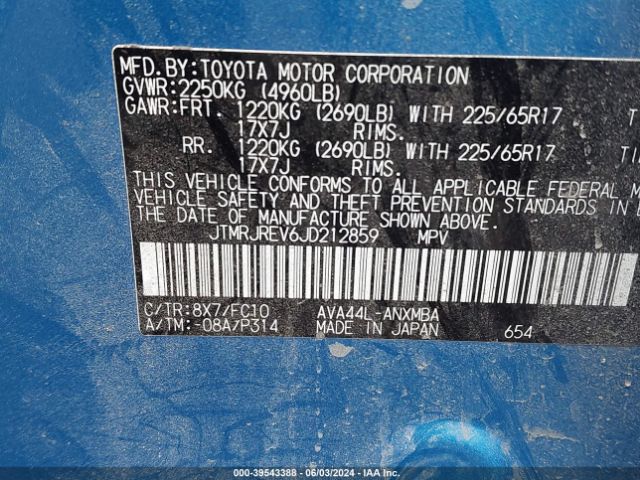 MFD.BY:TOYOTA MOTOR CORPORATION
GVWR:2250KG (4960LB)
GAWR:FRT. 1220KG (2690LB) WITH 225/65R17
17X7J RIMS.
RR. 1220KG (2690LB) WITH 225/65R17
17X7J RIMS.
THIS VEHICLE CONFORMS TO ALL APPLICABLE FEDERAL
VEHICLE SAFETY AND THEFT PREVENTION STANDARDS
THE DATE OF MANUFACTURE SHOWN ABOVE.
JTMRJREV6JD212859 MPV
C/TR:8X7/FC10 AVA44L-ANXMBA
A/TM:-08A/P314 MADE IN JAPAN 654
000-39543388 - 06/03/2024 - IAA Inc.